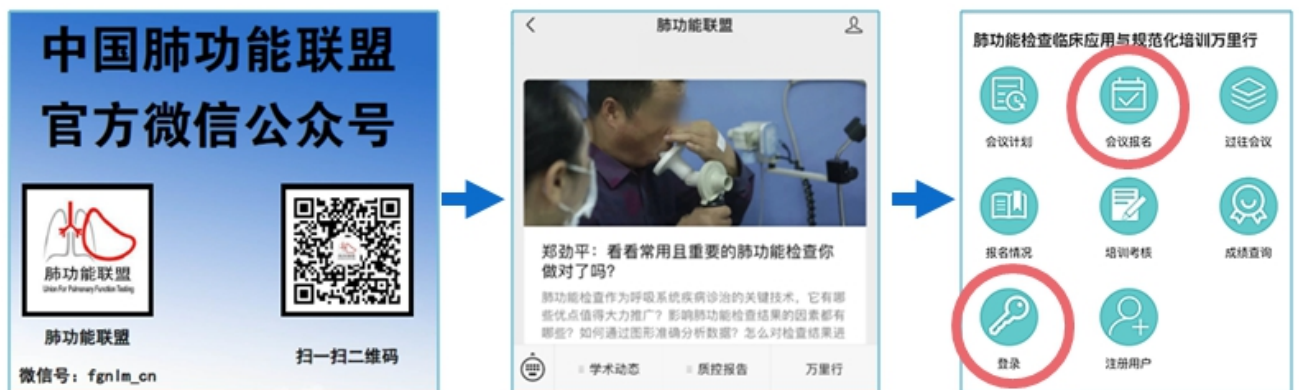 中国肺功能联盟
官方微信公众号
肺功能联盟
Union For Pulmonary Function Testing
肺功能联盟
扫一扫二维码
微信号：fgnlm_cn
肺功能联盟
郑劲平：看看常用且重要的肺功能检查你
做对了吗？
肺功能检查作为呼吸系统疾病诊治的关键技术，它有哪
些优点值得大力推广？影响肺功能检查结果的因素都有
哪些？如何通过图形准确分析数据？怎么对检查结果进
学术动态
质控报告
万里行
肺功能检查临床应用与规范化培训万里行
会议计划
会议报名
过往会议
报名情况
培训考核
成绩查询
登录
注册用户